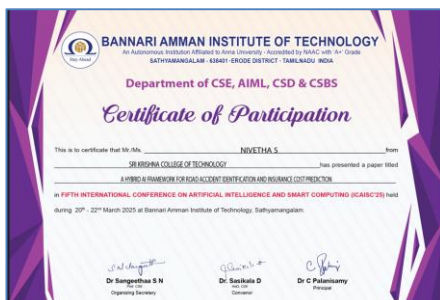 Stay Ahead
BANNARI AMMAN INSTITUTE OF TECHNOLOGY
An Autonomous Institution Affiliated to Anna University - Accredited by NAAC with 'A+' Grade
SATHYAMANGALAM - 638401 ERODE DISTRICT - TAMILNADU INDIA
Department of CSE, AIML, CSD & CSBS
Certificate of Participation
This is to certify that Mr./Ms. NIVETHA S from
SRI KRISHNA COLLEGE OF TECHNOLOGY has presented a paper titled
A HYBRID AI FRAMEWORK FOR ROAD ACCIDENT IDENTIFICATION AND INSURANCE COST PREDICTION
in FIFTH INTERNATIONAL CONFERENCE ON ARTIFICIAL INTELLIGENCE AND SMART COMPUTING (ICAISC'25) held
during 20th - 22nd March 2025 at Bannari Amman Institute of Technology, Sathyamangalam.
Dr Sangeethaa S N Dr. Sasikala D Dr C Palanisamy
Organizing Secretary Convenor Principal